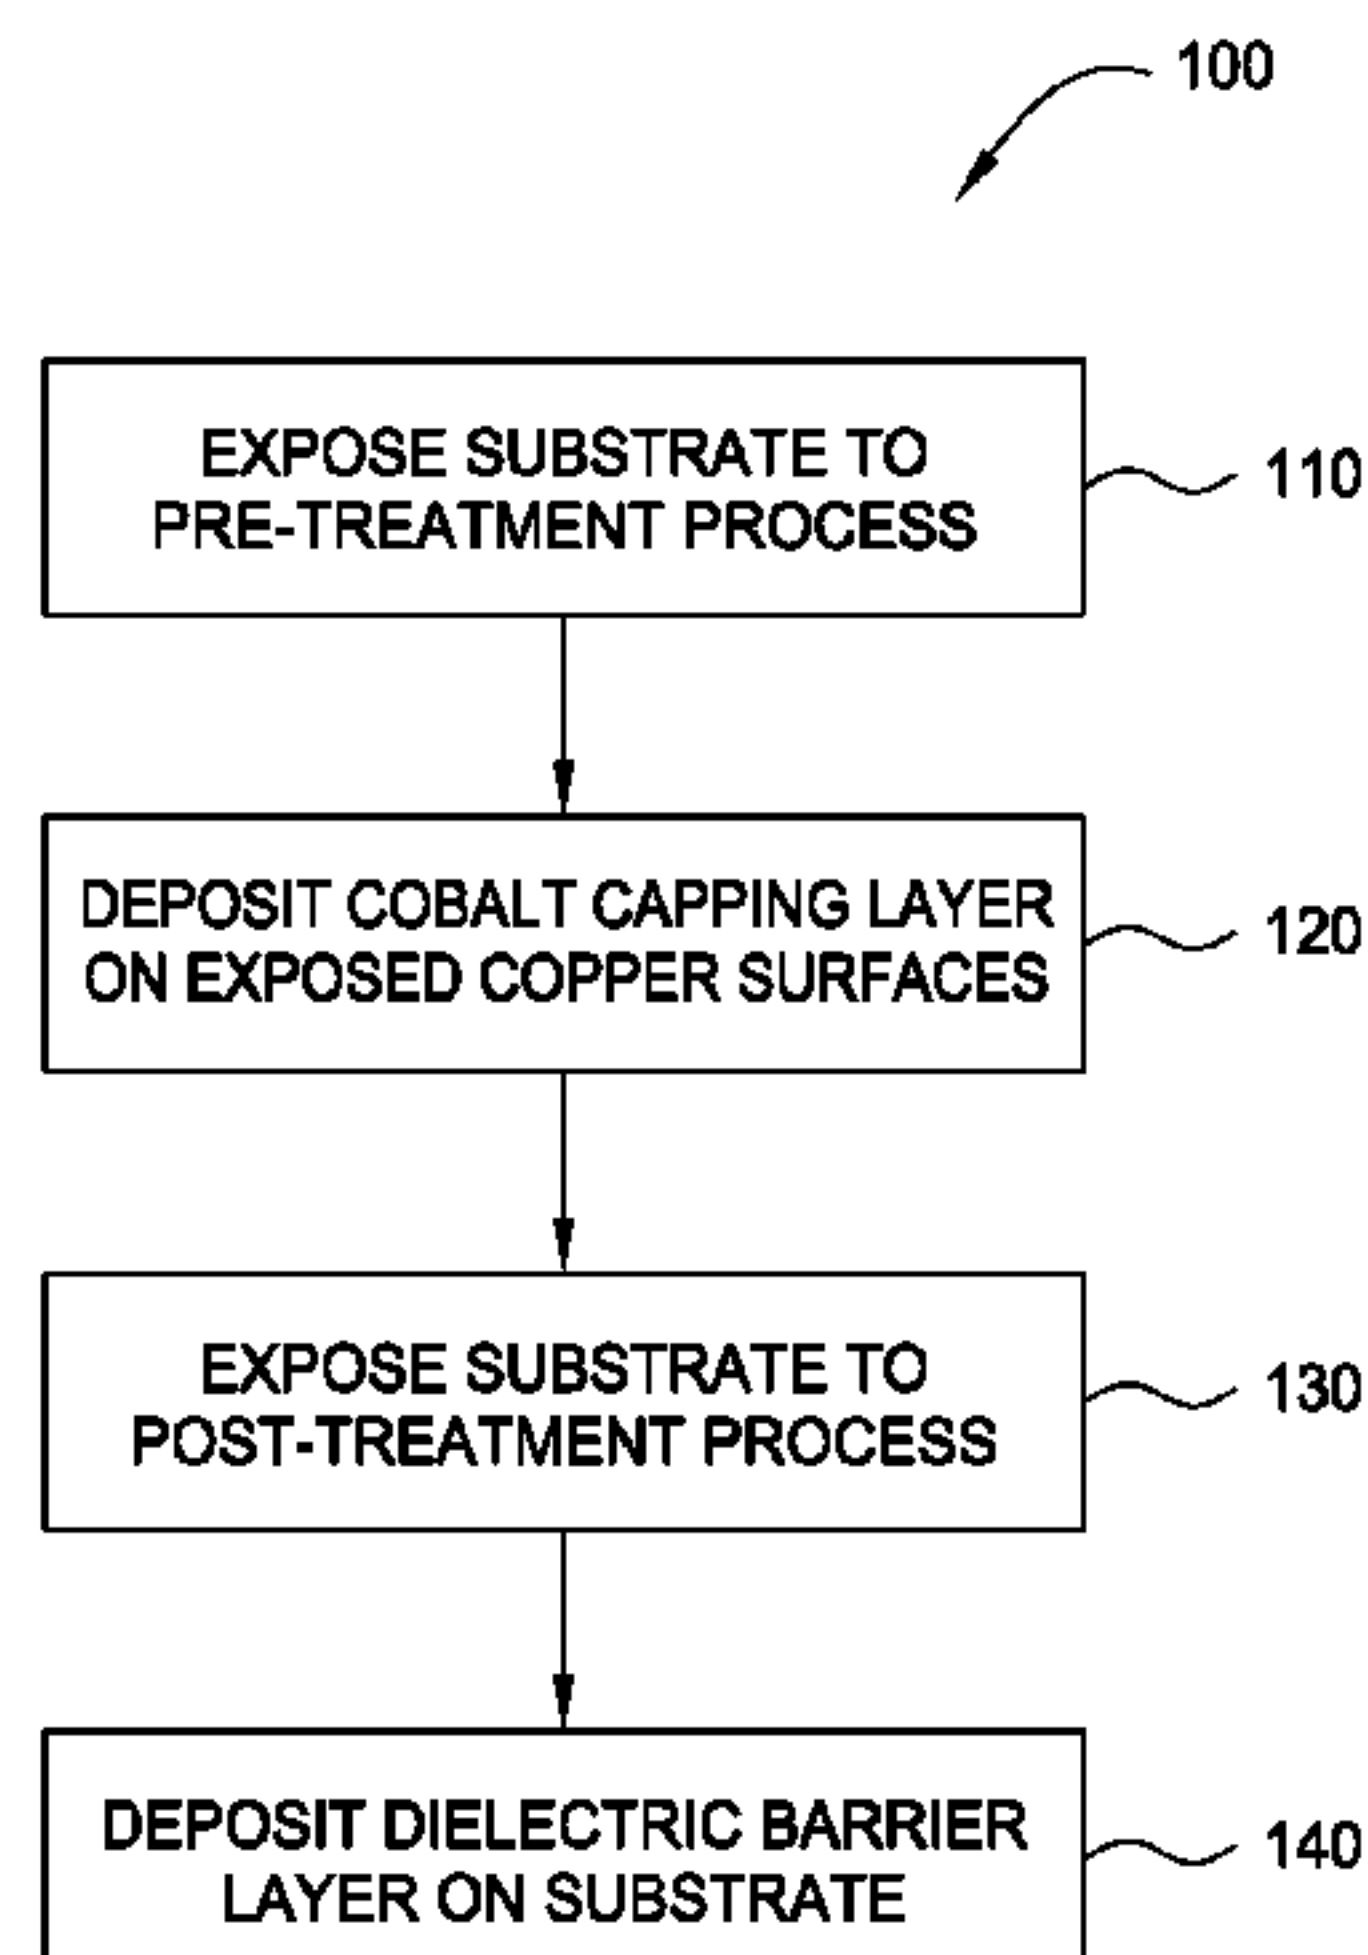 100
EXPOSE SUBSTRATE TO
PRE-TREATMENT PROCESS
110
DEPOSIT COBALT CAPPING LAYER
ON EXPOSED COPPER SURFACES
120
EXPOSE SUBSTRATE TO
POST-TREATMENT PROCESS
130
DEPOSIT DIELECTRIC BARRIER
LAYER ON SUBSTRATE
140